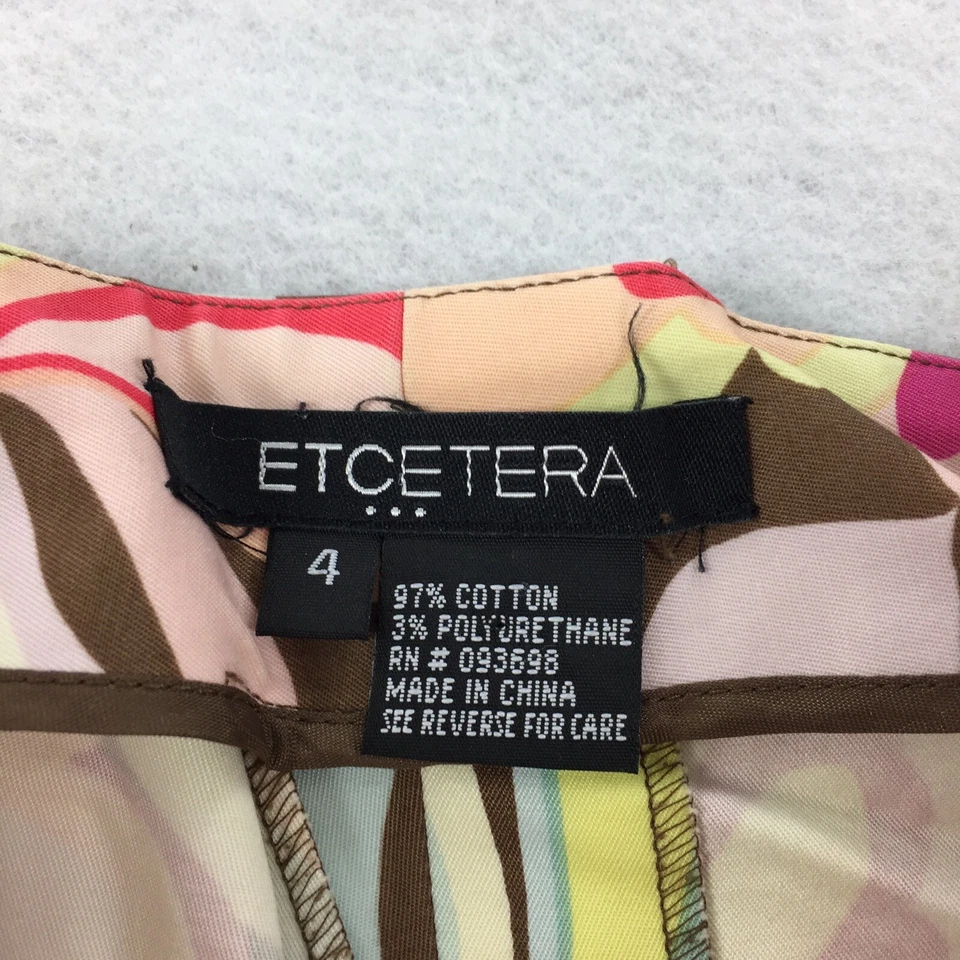 ETCETERA
4
97% COTTON
3% POLYURETHANE
RN # 093698
MADE IN CHINA
SEE REVERSE FOR CARE